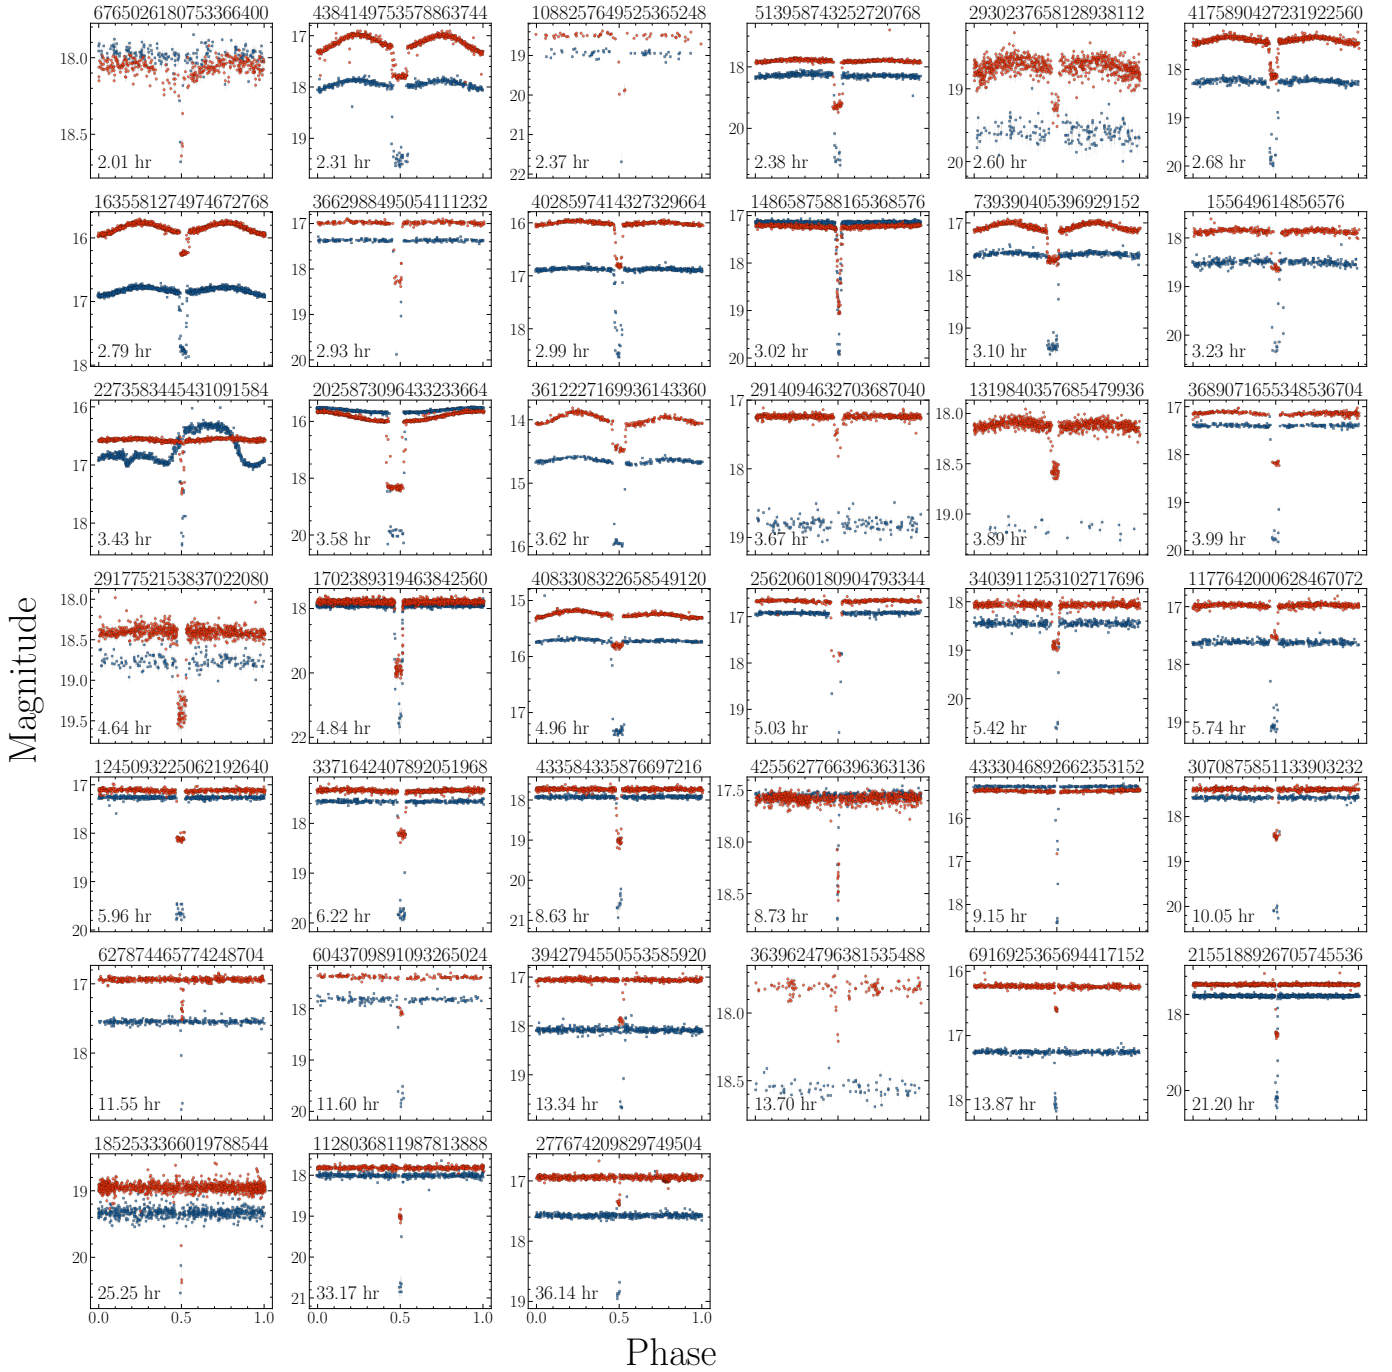 6765026180753366400 4384149753578863744 1088257649525365248 5139587432527207​68 2930237658128938112 4175890427231922560
18.0 18.5 2.01 hr
17 18 19 2.31 hr
19 20 21 22 2.37 hr
18 19 20 2.38 hr
19 20 2.60 hr
18 19 20 2.68 hr
16355812749746​72768 3662988495054111232 4028597414327329664 1486587588165368576 739390405396929152 155649614856576
16 17 18 2.79 hr
17 18 19 20 2.93 hr
16 17 18 2.99 hr
17 18 19 20 3.02 hr
17 18 19 3.10 hr
18 19 20 3.23 hr
2273583445431091584 2025873096433233664 3612227169936143360 2914094632703687040 1319840357685479936 3689071655348536704
16 17 18 3.43 hr
16 18 20 3.58 hr
14 15 16 3.62 hr
17 18 19 3.67 hr
18.0 18.5 19.0 3.89 hr
17 18 19 20 3.99 hr
2917752153837022080 1702389319463842560 4083308322658549120 2562060180904793344 3403911253102717696 1177642000628467072
18.0 18.5 19.0 19.5 4.64 hr
18 20 22 4.84 hr
15 16 17 4.96 hr
17 18 19 5.03 hr
18 19 20 5.42 hr
17 18 19 5.74 hr
1245093225062192640 3371642407892051968 4335843358766972​16 4255627766396363136 4333046892662353152 3070875851133903232
17 18 19 20 5.96 hr
18 19 20 6.22 hr
18 19 20 21 8.63 hr
17.5 18.0 18.5 8.73 hr
16 17 18 9.15 hr
18 19 20 10.05 hr
627874465774248704 6043709891093265024 3942794550553585920 3639624796381535488 6916925365694417152 2155188926705745536
17 18 11.55 hr
18 19 20 11.60 hr
17 18 19 13.34 hr
18.0 18.5 13.70 hr
16 17 18 13.87 hr
18 19 20 21.20 hr
1852533366019788544 1128036811987813888 277674209829749504
19 20 25.25 hr
18 19 20 21 33.17 hr
17 18 19 36.14 hr
0.0 0.5 1.0 0.0 0.5 1.0 0.0 0.5 1.0
Magnitude
Phase